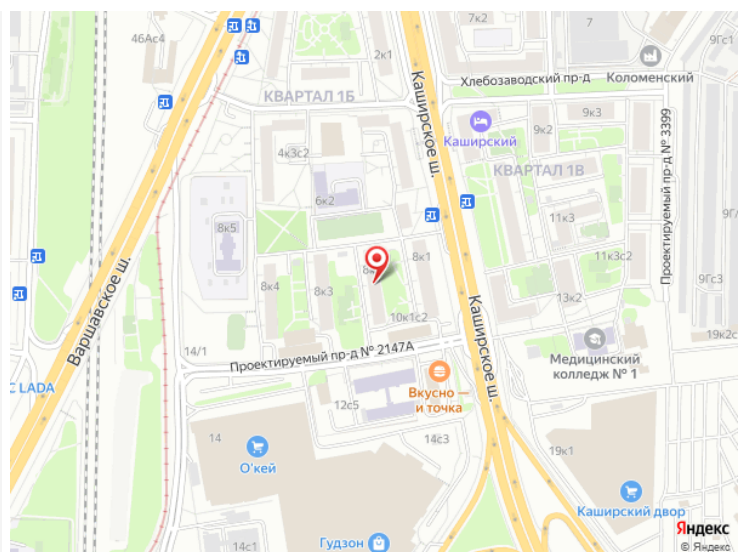 46Ас4
2к1
7к2
7
9Гс1
Хлебозаводский пр-д
Коломенский
КВАРТАЛ 1Б
Каширское ш.
9к3
Каширский
9к2
4к3с2
КВАРТАЛ 1В
Проектируемый пр-д № 3399
6к2
11к3
8к5
8к1
11к3с2
8к4
8к3
9Гс3
Варшавское ш.
13к2
10к1с2
Каширское ш.
19к2с
14/1
Проектируемый пр-д № 2147А
Медицинский
колледж № 1
LADA
Вкусно —
и точка
12с5
14
14с3
О'кей
19к1
Каширский двор
Гудзон
14с1
Яндекс
© Яндекс